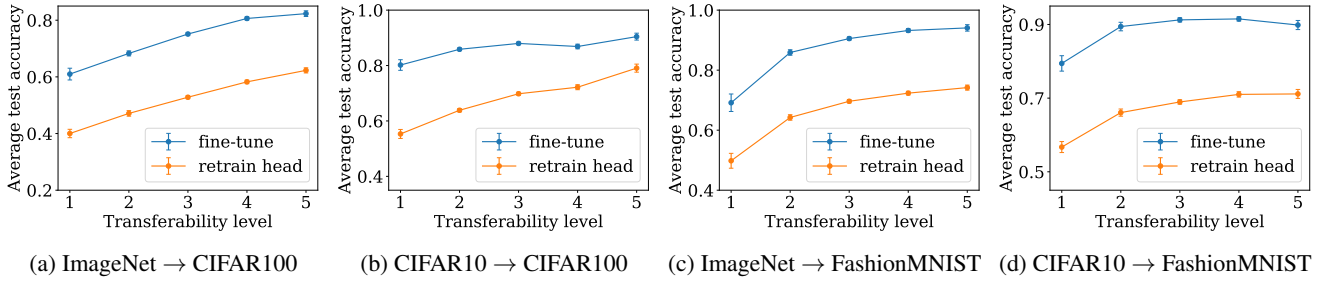 Average test accuracy
0.8
0.6
0.4
0.2
fine-tune
retrain head
1 2 3 4 5
Transferability level
(a) ImageNet → CIFAR100
Average test accuracy
1.0
0.8
0.6
0.4
fine-tune
retrain head
1 2 3 4 5
Transferability level
(b) CIFAR10 → CIFAR100
Average test accuracy
1.0
0.8
0.6
0.4
fine-tune
retrain head
1 2 3 4 5
Transferability level
(c) ImageNet → FashionMNIST
Average test accuracy
0.9
0.7
0.5
fine-tune
retrain head
1 2 3 4 5
Transferability level
(d) CIFAR10 → FashionMNIST